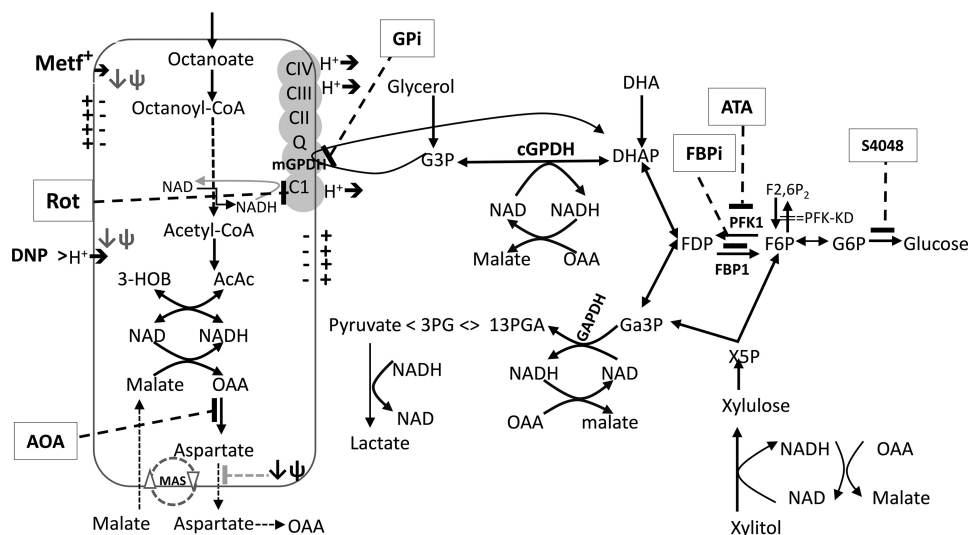 GPi
Metf+
↓ψ
Octanoate
Octanoyl-CoA
CIV H+
CIII H+
CII
Q
mGPDH
C1 H+
+ -
+ -
+ -
+ -
Glycerol
G3P
cGPDH
DHA
DHAP
ATA
FBPi
S4048
F2,6P2
PFK-KD
PFK1
FDP
FBP1
F6P
G6P
Glucose
Rot
NAD
NADH
Acetyl-CoA
DNP > H+
↓ψ
- +
- +
- +
- +
NAD NADH
Malate OAA
3-HOB AcAc
NAD NADH
Malate OAA
Pyruvate < 3PG <> 13PGA
GAPDH
Ga3P
NADH
NAD
Lactate
NADH NAD
OAA malate
X5P
Xylulose
NADH OAA
NAD Malate
Xylitol
AOA
Aspartate
MAS
↓ψ
Malate Aspartate OAA